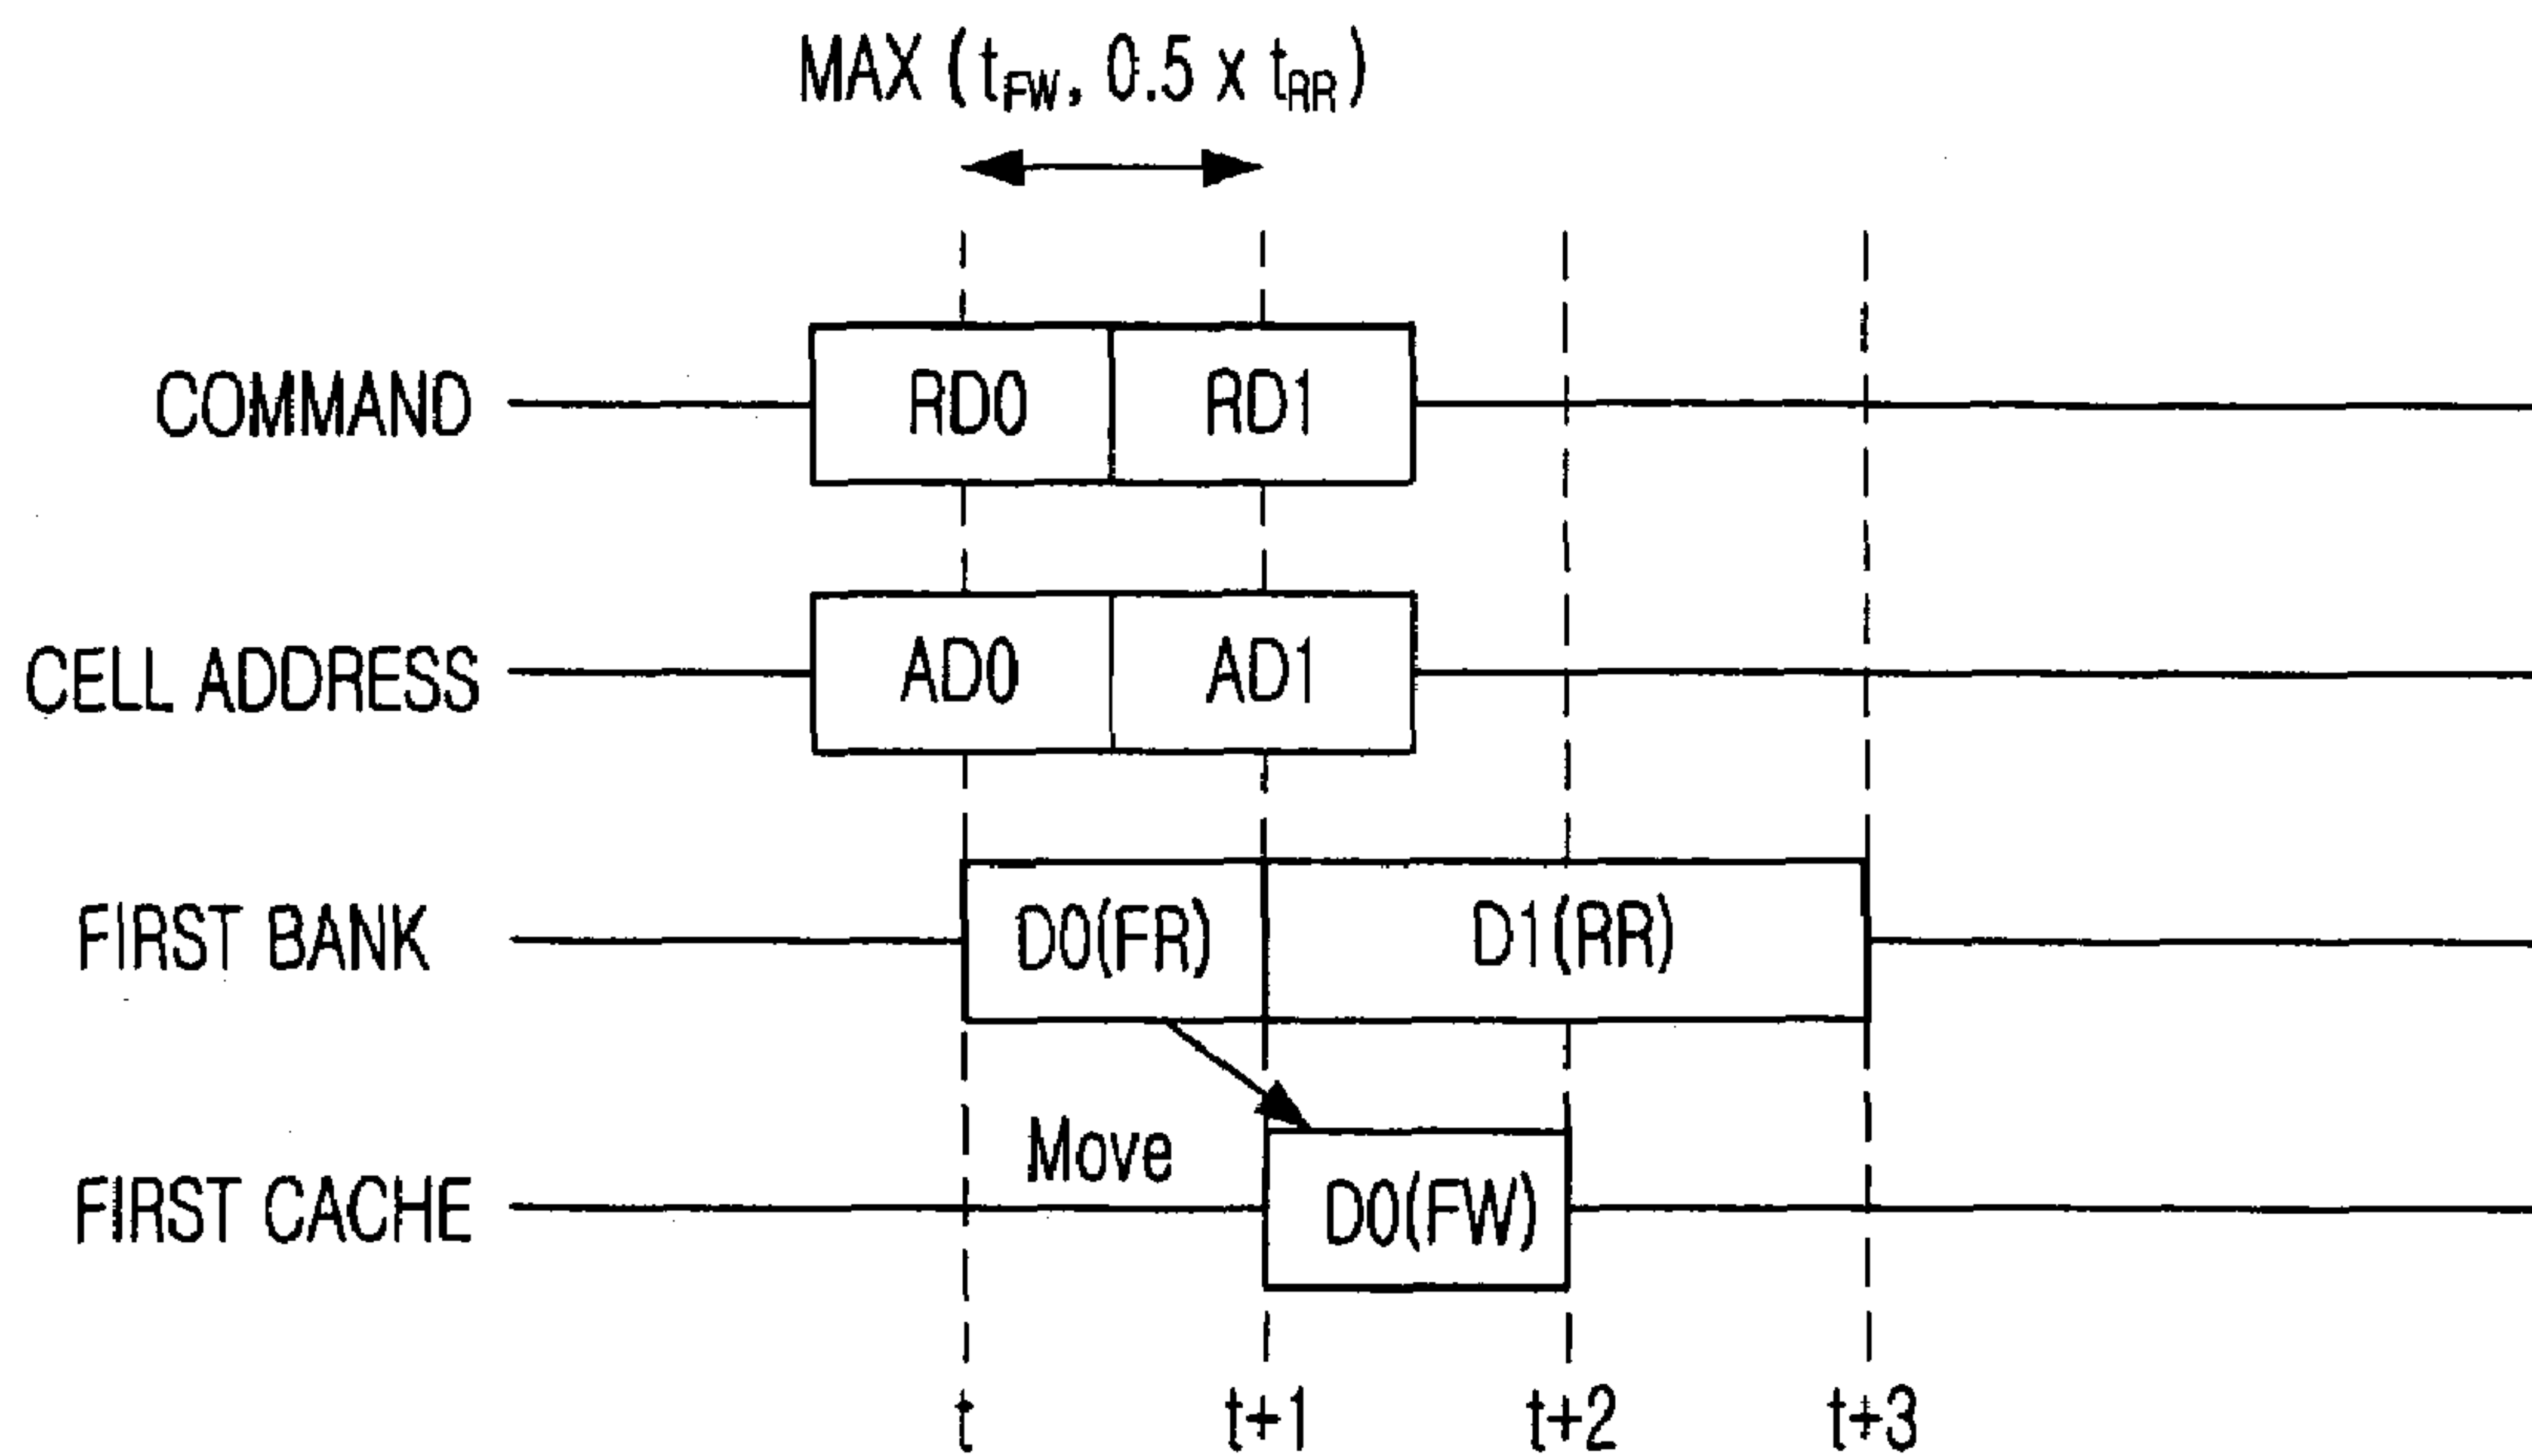 MAX (tFW, 0.5 x tRR)
COMMAND RD0 RD1
CELL ADDRESS AD0 AD1
FIRST BANK D0(FR) D1(RR)
Move
FIRST CACHE D0(FW)
t t+1 t+2 t+3